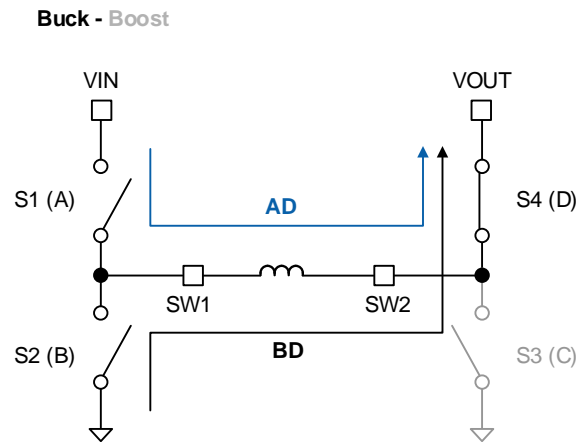 Buck - Boost
VIN
VOUT
S1 (A)
AD
S4 (D)
SW1
SW2
S2 (B)
BD
S3 (C)